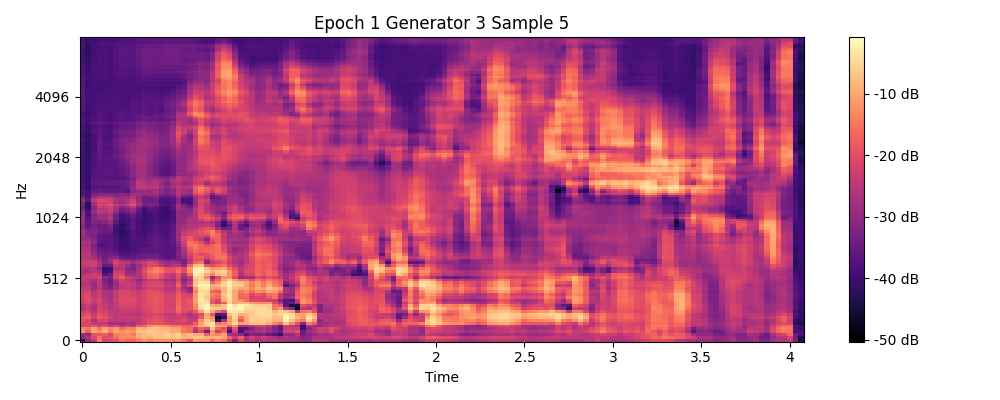 Epoch 1 Generator 3 Sample 5
Hz
4096
2048
1024
512
0
0 0.5 1 1.5 2 2.5 3 3.5 4
Time
-10 dB
-20 dB
-30 dB
-40 dB
-50 dB